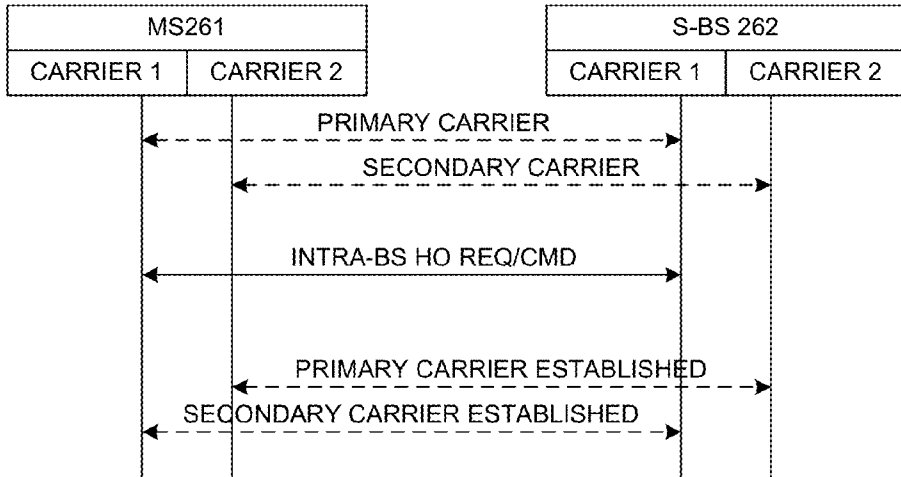 MS261
S-BS 262
CARRIER 1
CARRIER 2
CARRIER 1
CARRIER 2
PRIMARY CARRIER
SECONDARY CARRIER
INTRA-BS HO REQ/CMD
PRIMARY CARRIER ESTABLISHED
SECONDARY CARRIER ESTABLISHED